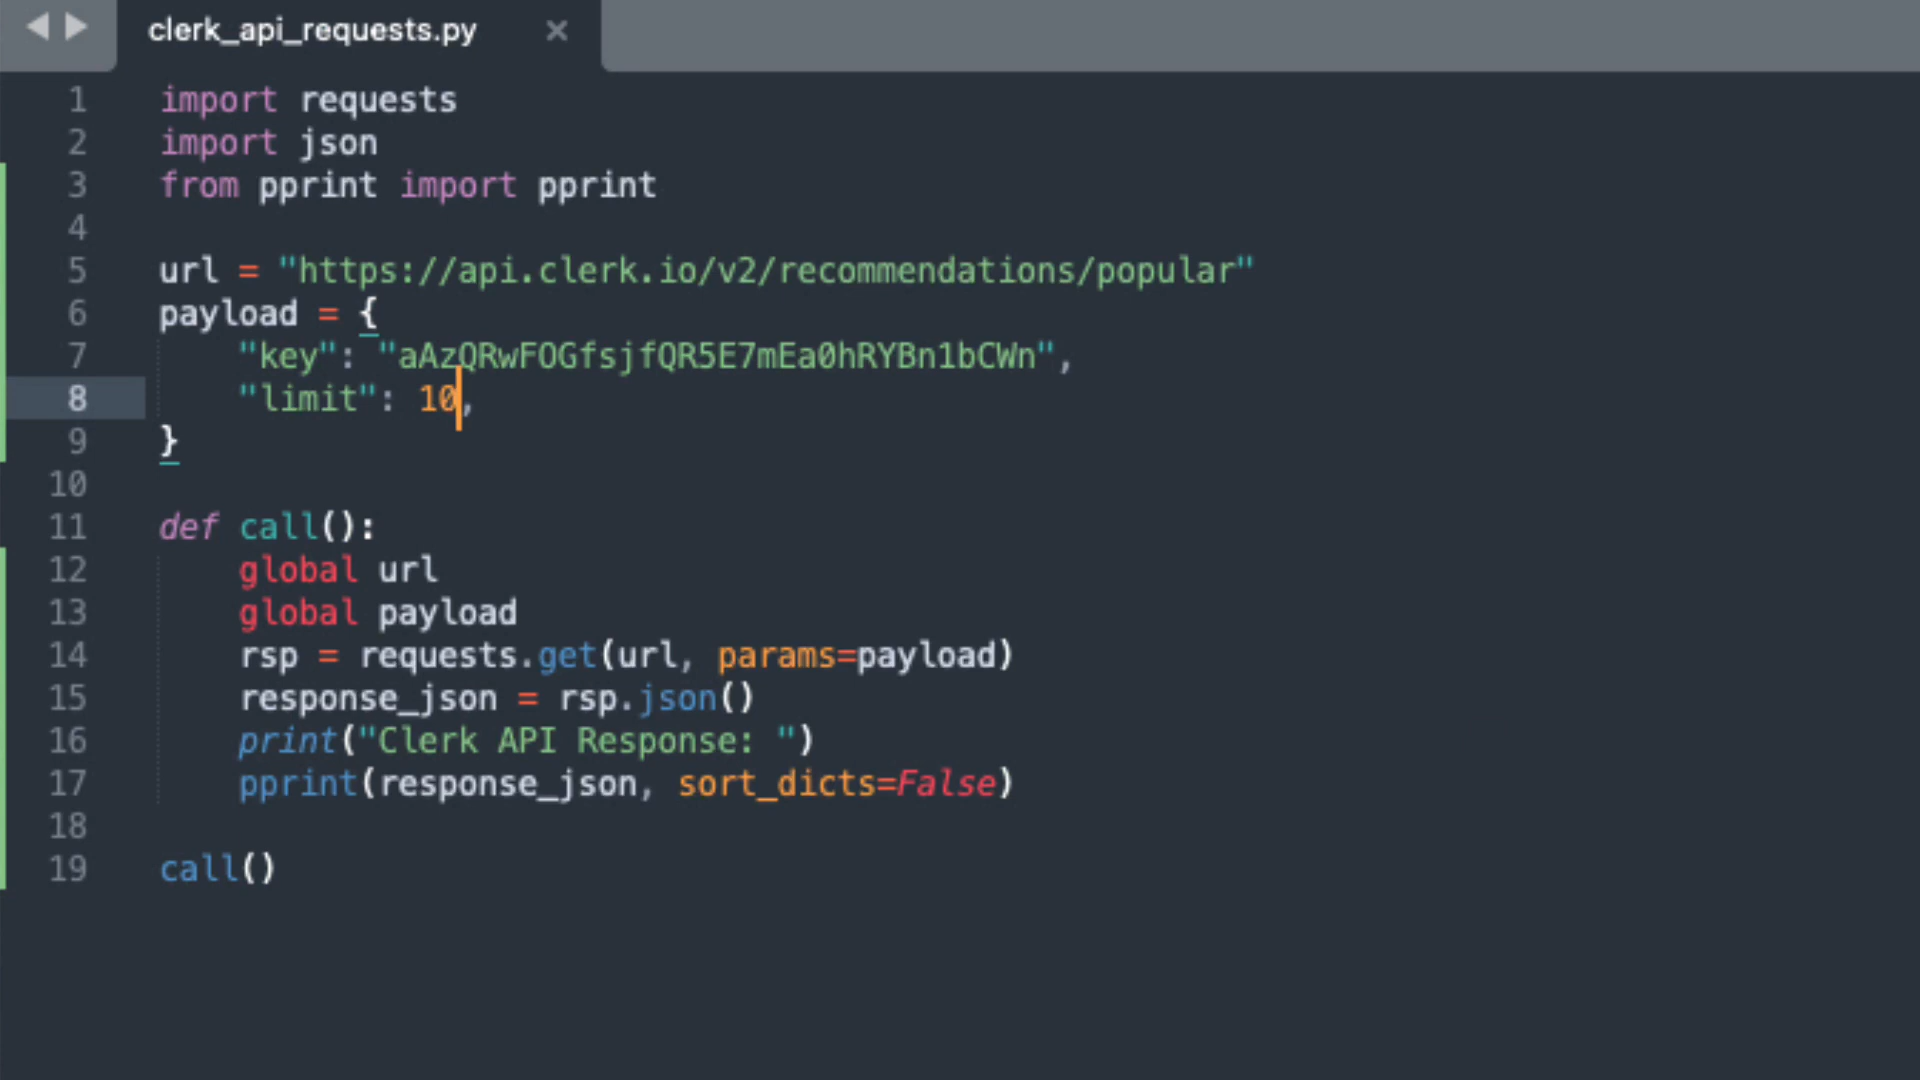 clerk_api_requests.py ×
1 import requests
2 import json
3 from pprint import pprint
4
5 url = "https://api.clerk.io/v2/recommendations/popular"
6 payload = {
7     "key": "aAzQRwFOGfsjfQR5E7mEa0hRYBn1bCWn",
8     "limit": 10,
9 }
10
11 def call():
12     global url
13     global payload
14     rsp = requests.get(url, params=payload)
15     response_json = rsp.json()
16     print("Clerk API Response: ")
17     pprint(response_json, sort_dicts=False)
18
19 call()